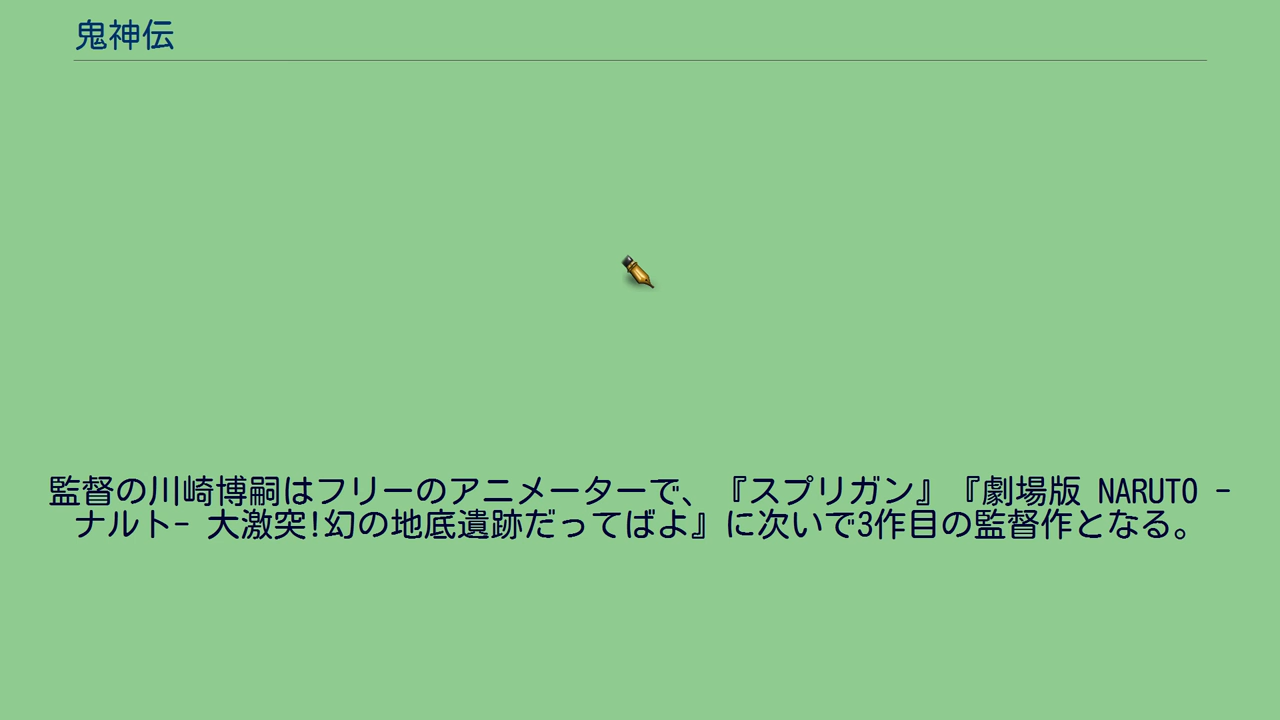 鬼神伝
監督の川崎博嗣はフリーのアニメーターで、『スプリガン』『劇場版 NARUTO -
ナルト- 大激突!幻の地底遺跡だってばよ』に次いで3作目の監督作となる。